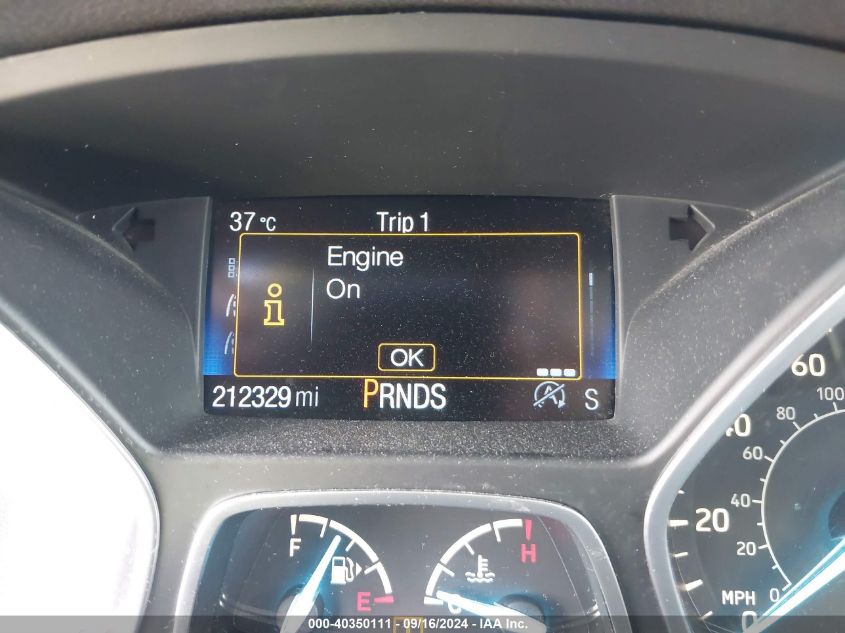 37 °C Trip 1
Engine
On
OK
212329 mi PRNDS S
60
100
40 80
60
F H
20 40
20
E C MPH 0
0
000-40350111 - 09/16/2024 - IAA Inc.